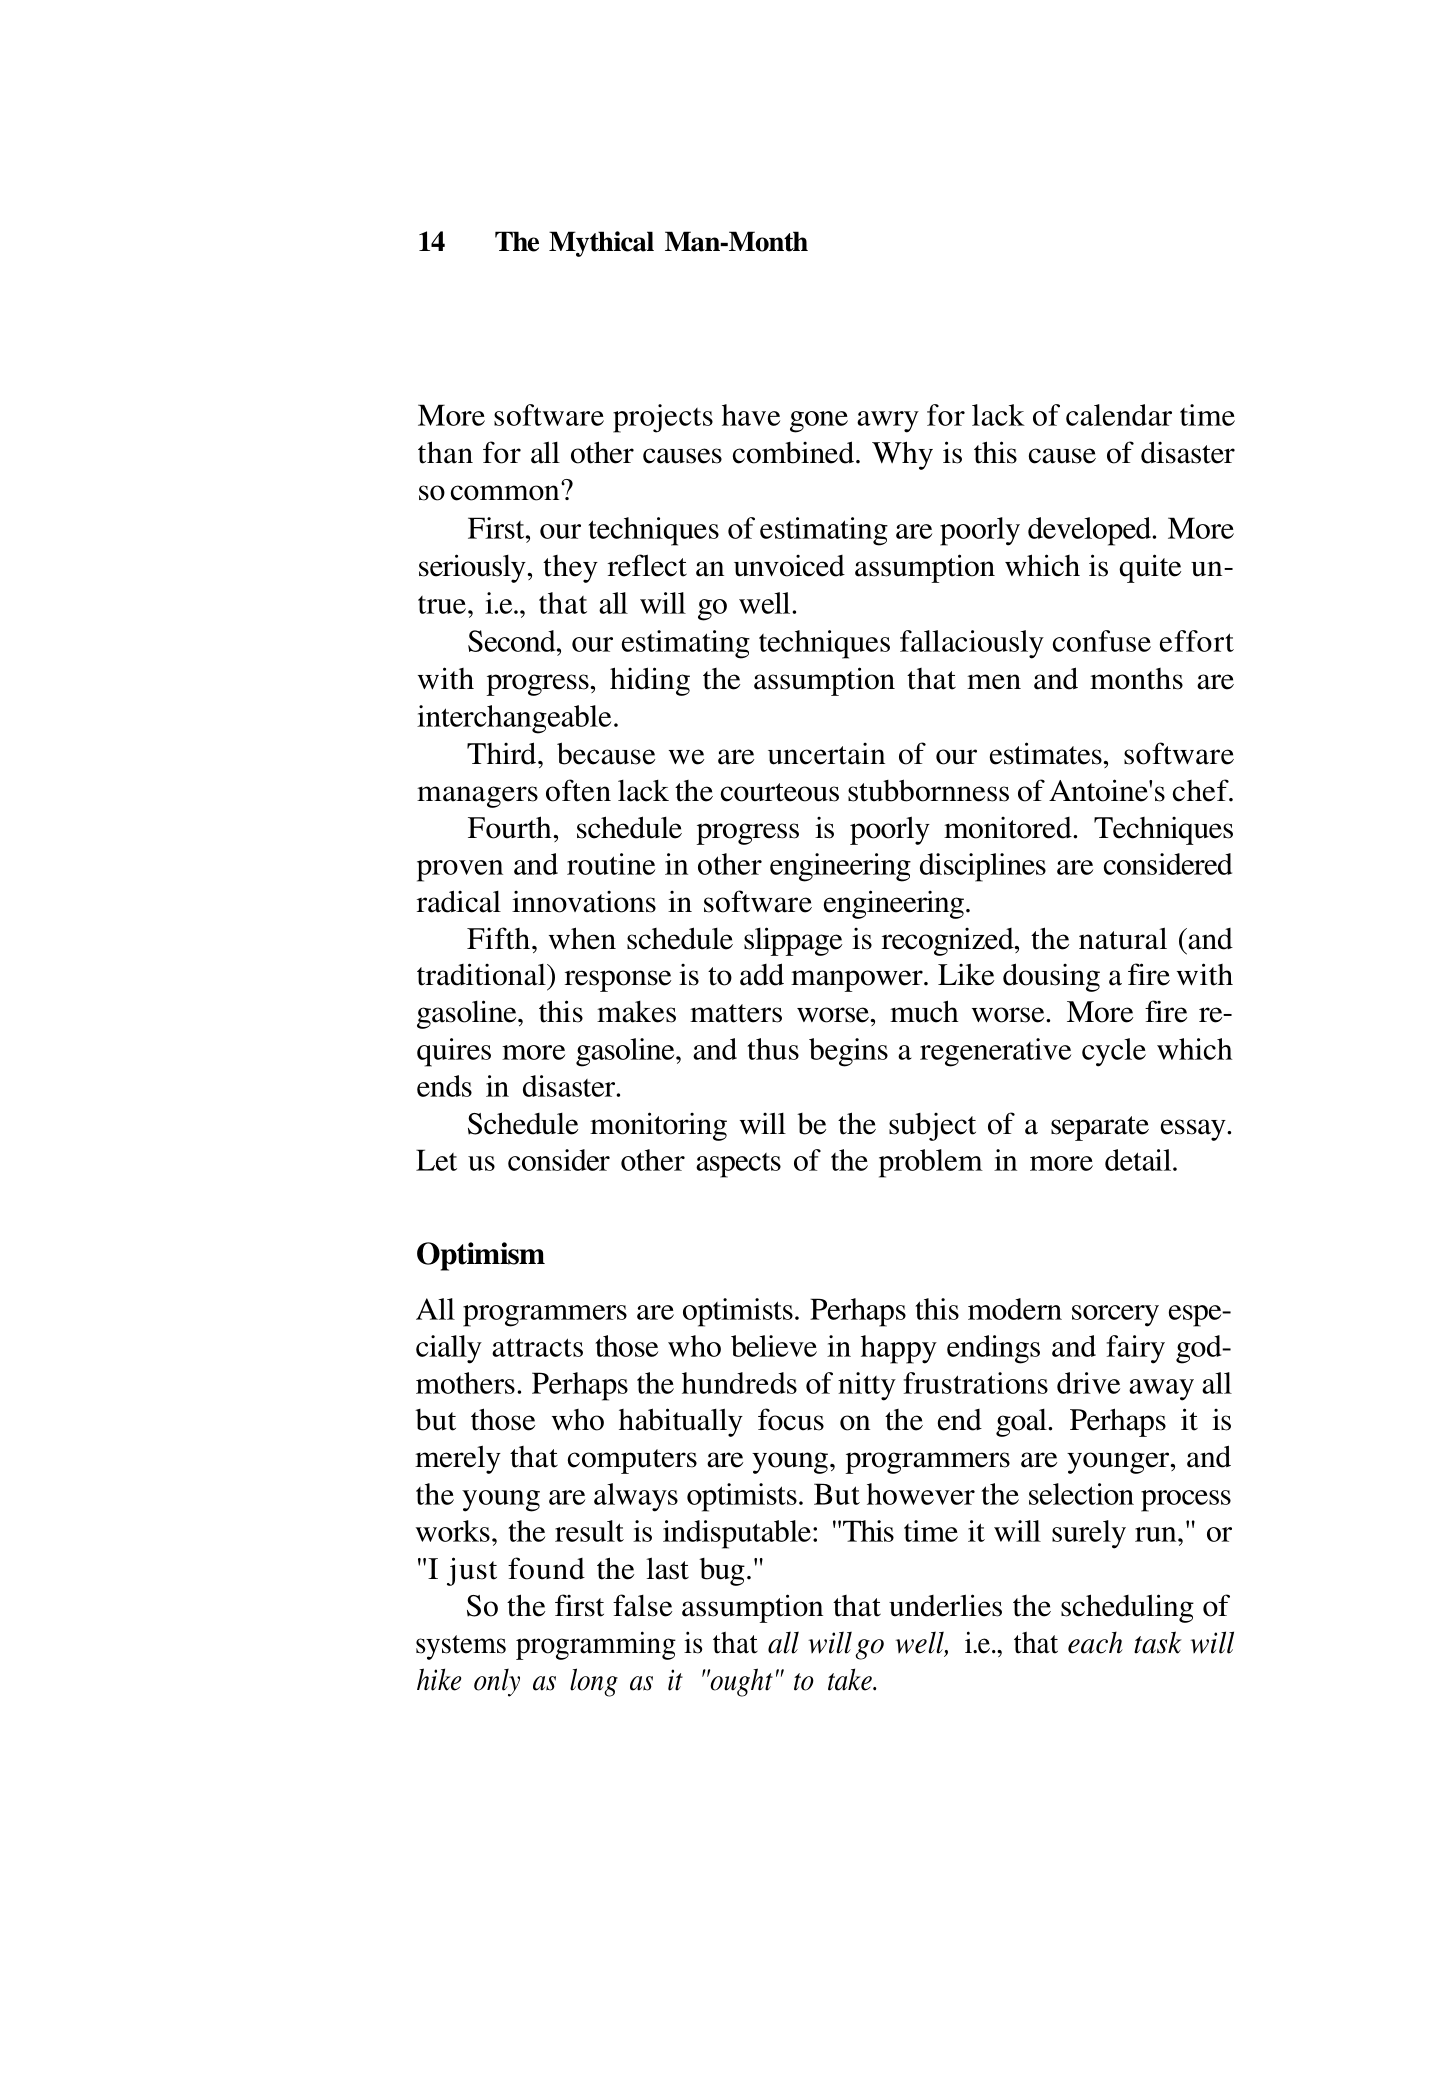 14 The Mythical Man-Month
More software projects have gone awry for lack of calendar time
than for all other causes combined. Why is this cause of disaster
so common?
First, our techniques of estimating are poorly developed. More
seriously, they reflect an unvoiced assumption which is quite un-
true, i.e., that all will go well.
Second, our estimating techniques fallaciously confuse effort
with progress, hiding the assumption that men and months are
interchangeable.
Third, because we are uncertain of our estimates, software
managers often lack the courteous stubbornness of Antoine's chef.
Fourth, schedule progress is poorly monitored. Techniques
proven and routine in other engineering disciplines are considered
radical innovations in software engineering.
Fifth, when schedule slippage is recognized, the natural (and
traditional) response is to add manpower. Like dousing a fire with
gasoline, this makes matters worse, much worse. More fire re-
quires more gasoline, and thus begins a regenerative cycle which
ends in disaster.
Schedule monitoring will be the subject of a separate essay.
Let us consider other aspects of the problem in more detail.
Optimism
All programmers are optimists. Perhaps this modern sorcery espe-
cially attracts those who believe in happy endings and fairy god-
mothers. Perhaps the hundreds of nitty frustrations drive away all
but those who habitually focus on the end goal. Perhaps it is
merely that computers are young, programmers are younger, and
the young are always optimists. But however the selection process
works, the result is indisputable: "This time it will surely run," or
"I just found the last bug."
So the first false assumption that underlies the scheduling of
systems programming is that all will go well, i.e., that each task will
hike only as long as it "ought" to take.